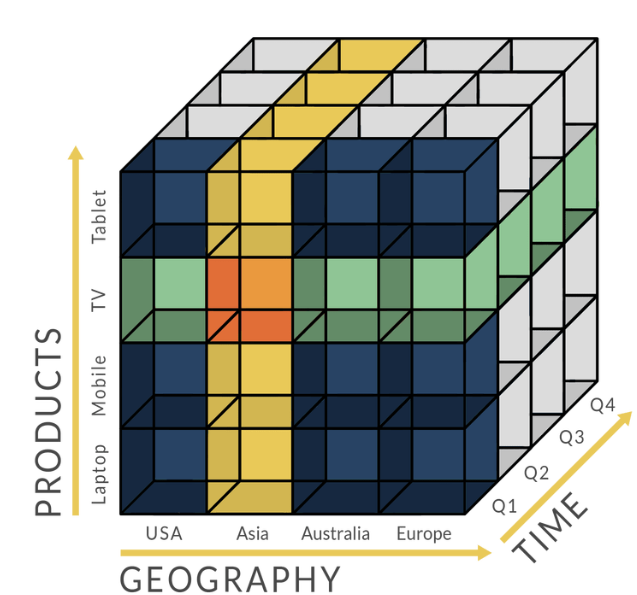 PRODUCTS
Tablet
TV
Mobile
Laptop
USA Asia Australia Europe
GEOGRAPHY
Q1
Q2
Q3
Q4
TIME